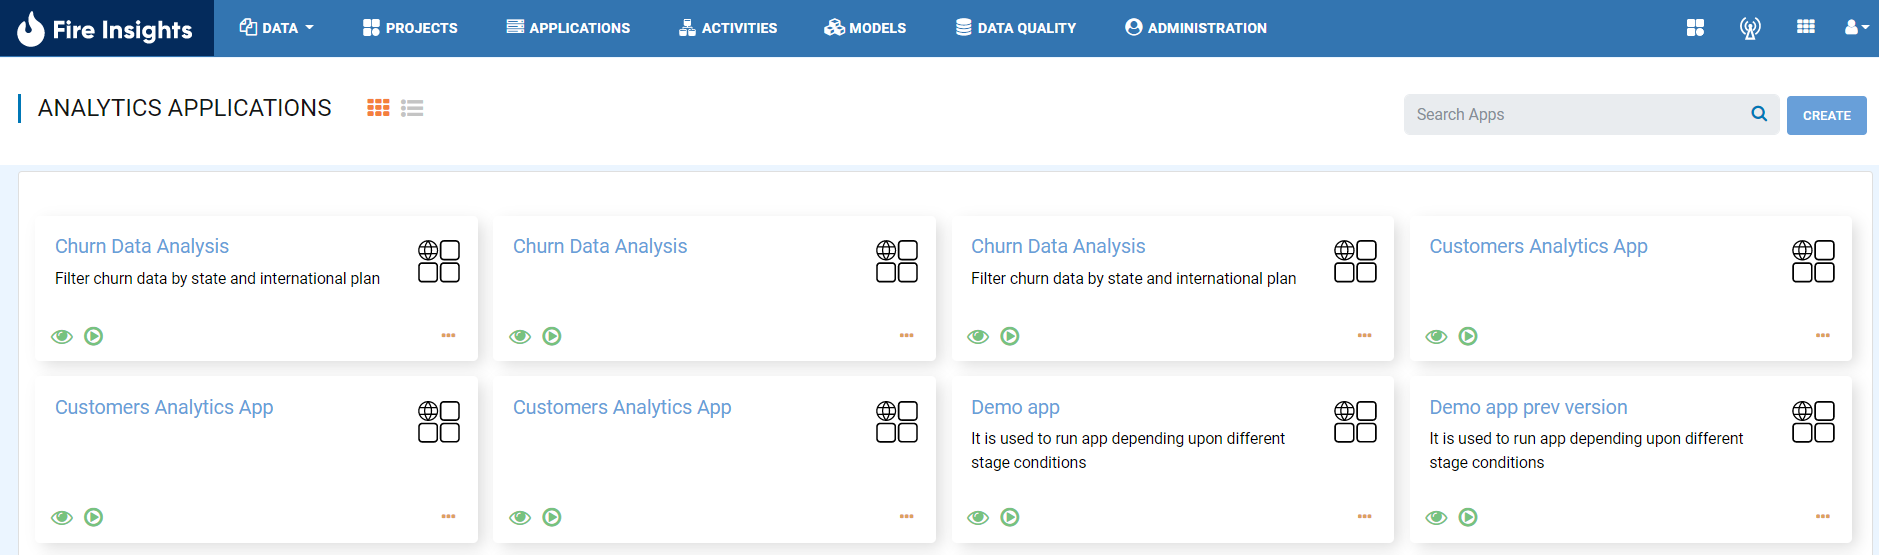 Fire Insights
DATA
PROJECTS
APPLICATIONS
ACTIVITIES
MODELS
DATA QUALITY
ADMINISTRATION
ANALYTICS APPLICATIONS
Search Apps
CREATE
Churn Data Analysis
Filter churn data by state and international plan
Churn Data Analysis
Churn Data Analysis
Filter churn data by state and international plan
Customers Analytics App
Customers Analytics App
Customers Analytics App
Demo app
It is used to run app depending upon different
stage conditions
Demo app prev version
It is used to run app depending upon different
stage conditions